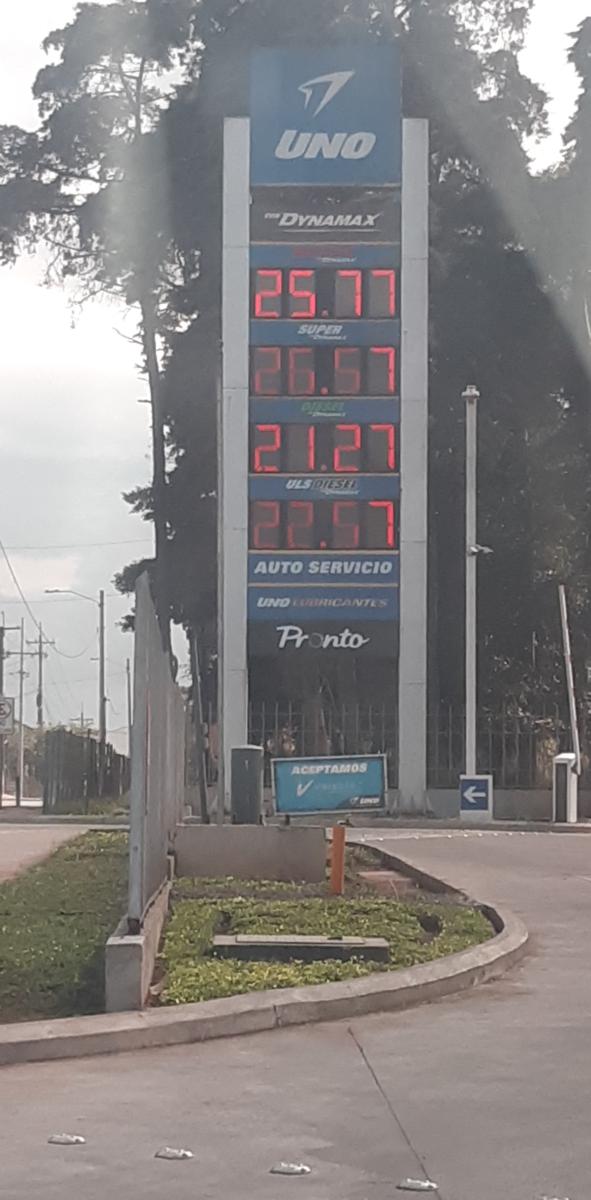 UNO
CON DYNAMAX
25.77
SUPER
26.57
DIESEL
21.27
ULS DIESEL
22.57
AUTO SERVICIO
UNO LUBRICANTES
Pronto
ACEPTAMOS
UNO